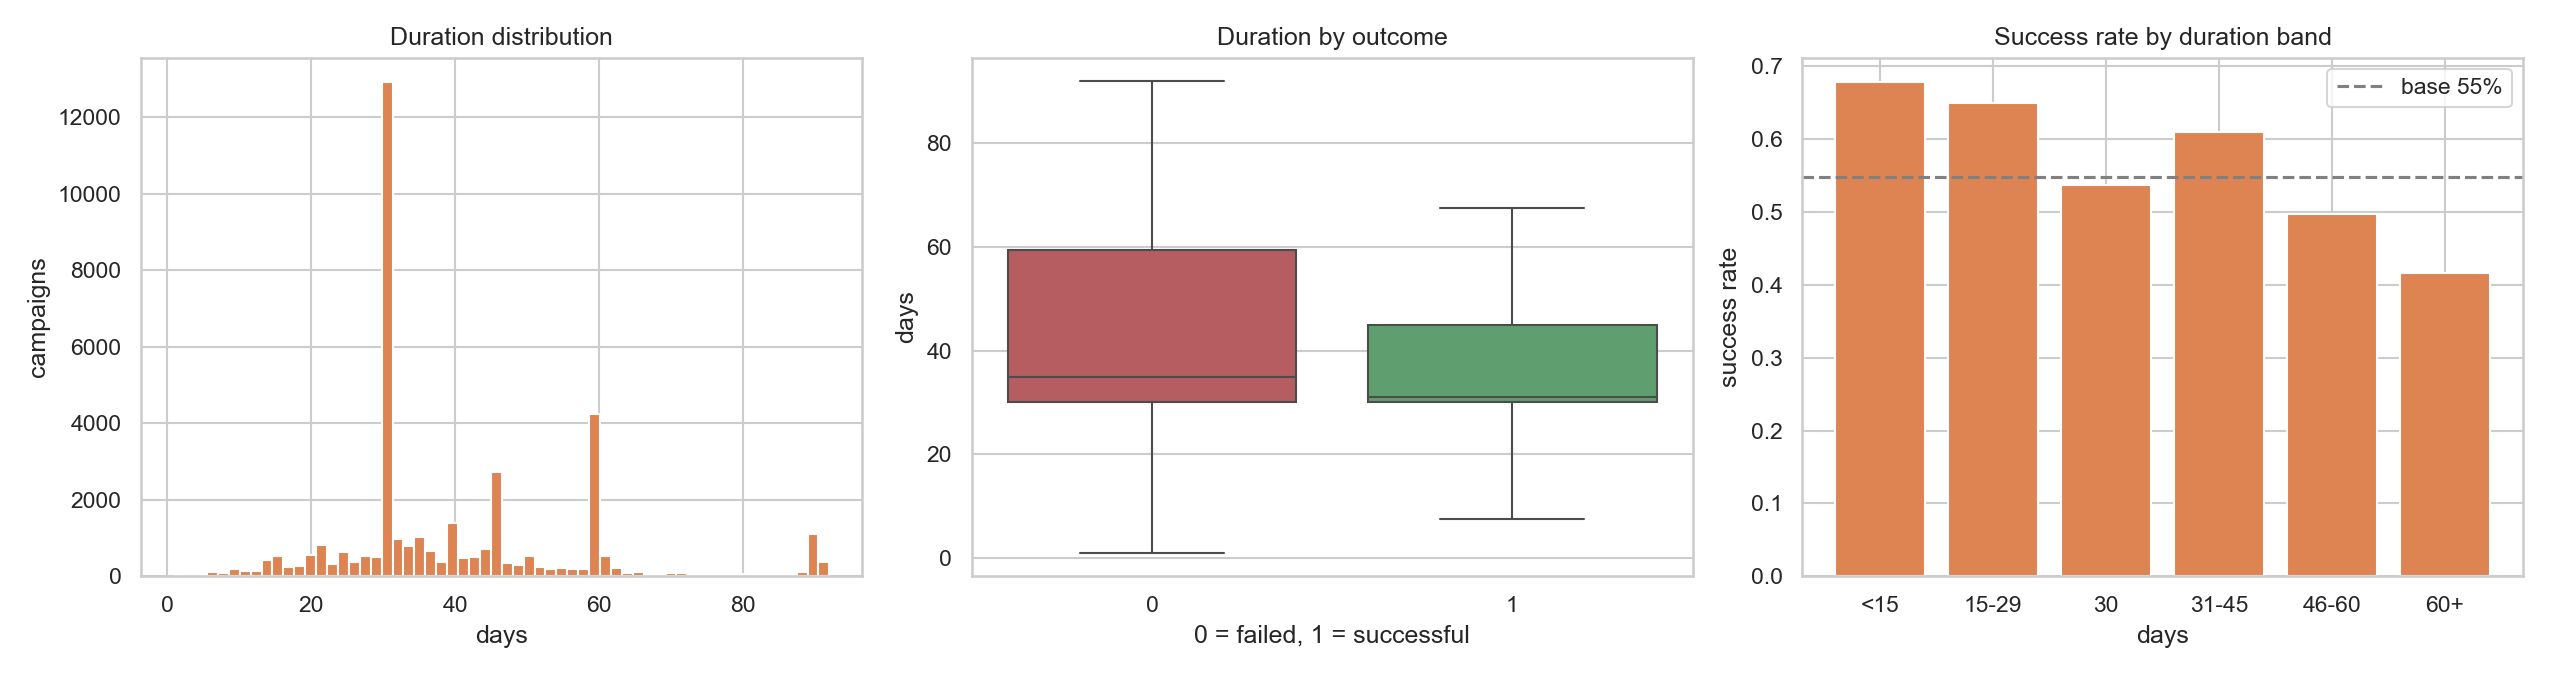 Duration distribution
12000
10000
8000
6000
4000
2000
0
campaigns
0 20 40 60 80
days
Duration by outcome
80
60
40
20
0
days
0 1
0 = failed, 1 = successful
Success rate by duration band
base 55%
0.7
0.6
0.5
0.4
0.3
0.2
0.1
0.0
success rate
<15 15-29 30 31-45 46-60 60+
days